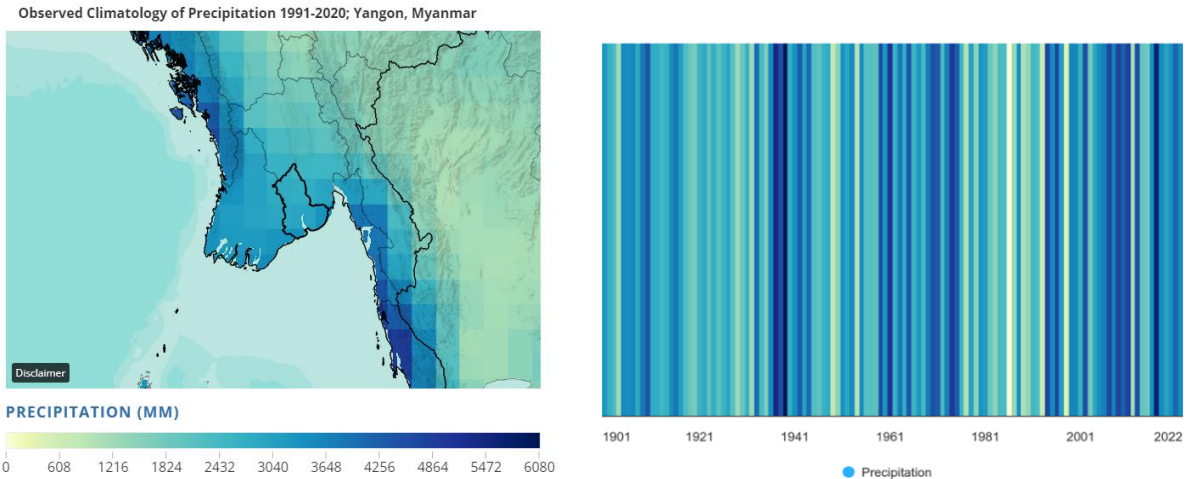 Observed Climatology of Precipitation 1991-2020; Yangon, Myanmar
Disclaimer
PRECIPITATION (MM)
0 608 1216 1824 2432 3040 3648 4256 4864 5472 6080
1901 1921 1941 1961 1981 2001 2022
Precipitation